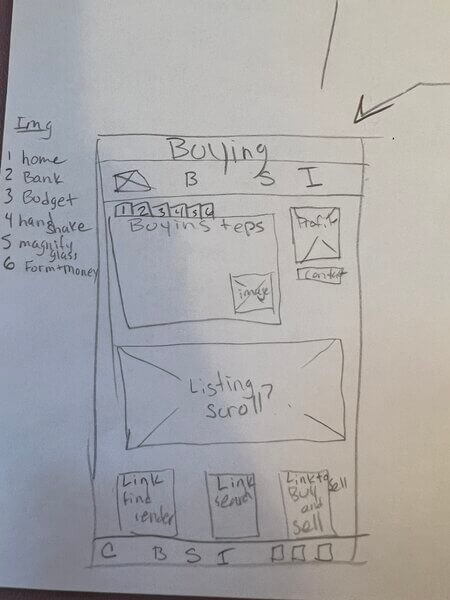 Img
1 home
2 Bank
3 Budget
4 hand shake
5 magnify glass
6 Form+money
Buying
B S I
1 2 3 4 5 6
Buying steps
image
Profile
Contact
Listing
scroll?
Link
find
lender
Link
search
Link to
Buy sell
and
sell
C B S I